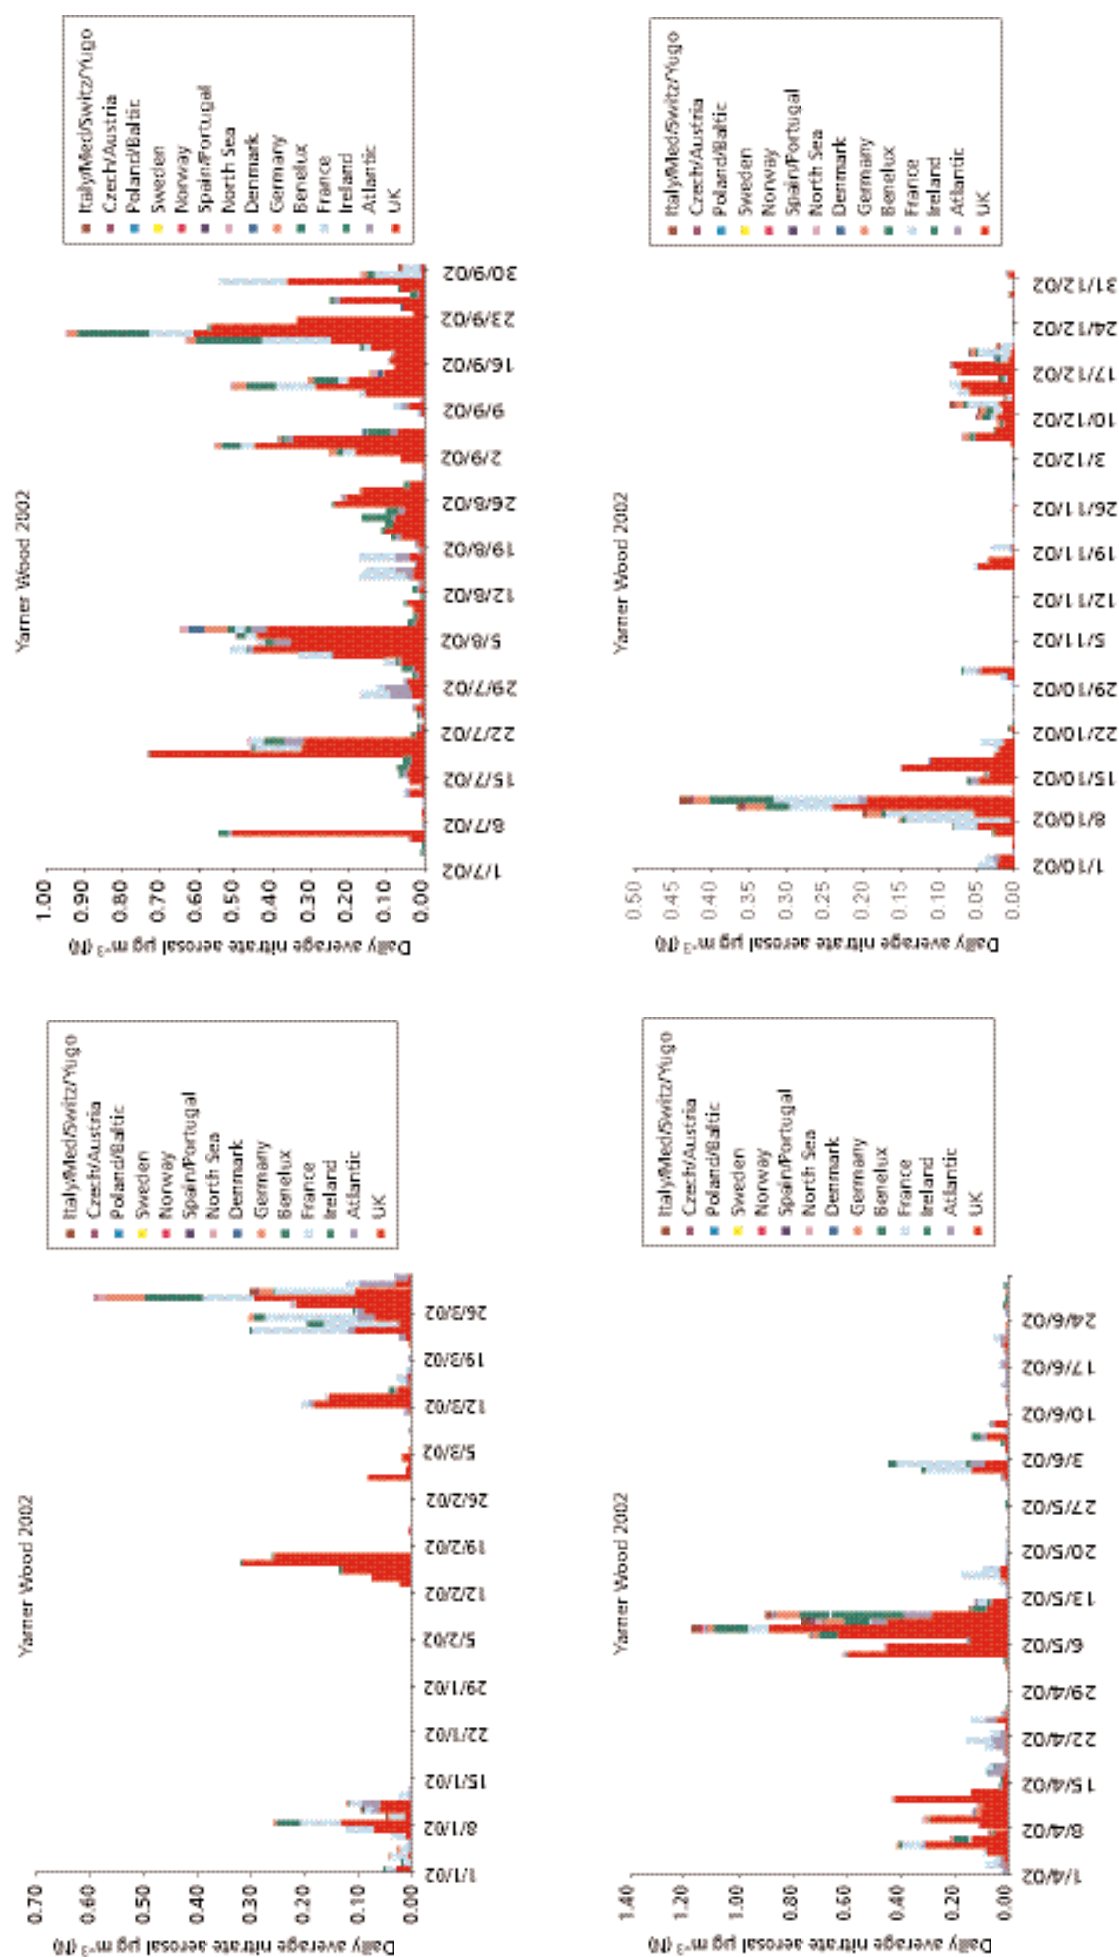 Yarner Wood 2002
Daily average nitrate aerosal µg m⁻³ (N)
0.70
0.60
0.50
0.40
0.30
0.20
0.10
0.00
1/1/02
8/1/02
15/1/02
22/1/02
29/1/02
5/2/02
12/2/02
19/2/02
26/2/02
5/3/02
12/3/02
19/3/02
26/3/02
Italy/Med/Switz/Yugo
Czech/Austria
Poland/Baltic
Sweden
Norway
Spain/Portugal
North Sea
Denmark
Germany
Benelux
France
Ireland
Atlantic
UK
Yarner Wood 2002
Daily average nitrate aerosal µg m⁻³ (N)
1.00
0.90
0.80
0.70
0.60
0.50
0.40
0.30
0.20
0.10
0.00
1/7/02
8/7/02
15/7/02
22/7/02
29/7/02
5/8/02
12/8/02
19/8/02
26/8/02
2/9/02
9/9/02
16/9/02
23/9/02
30/9/02
Italy/Med/Switz/Yugo
Czech/Austria
Poland/Baltic
Sweden
Norway
Spain/Portugal
North Sea
Denmark
Germany
Benelux
France
Ireland
Atlantic
UK
Yarner Wood 2002
Daily average nitrate aerosal µg m⁻³ (N)
1.40
1.20
1.00
0.80
0.60
0.40
0.20
0.00
1/4/02
8/4/02
15/4/02
22/4/02
29/4/02
6/5/02
13/5/02
20/5/02
27/5/02
3/6/02
10/6/02
17/6/02
24/6/02
Italy/Med/Switz/Yugo
Czech/Austria
Poland/Baltic
Sweden
Norway
Spain/Portugal
North Sea
Denmark
Germany
Benelux
France
Ireland
Atlantic
UK
Yarner Wood 2002
Daily average nitrate aerosal µg m⁻³ (N)
0.50
0.45
0.40
0.35
0.30
0.25
0.20
0.15
0.10
0.05
0.00
1/10/02
8/10/02
15/10/02
22/10/02
29/10/02
5/11/02
12/11/02
19/11/02
26/11/02
3/12/02
10/12/02
17/12/02
24/12/02
31/12/02
Italy/Med/Switz/Yugo
Czech/Austria
Poland/Baltic
Sweden
Norway
Spain/Portugal
North Sea
Denmark
Germany
Benelux
France
Ireland
Atlantic
UK